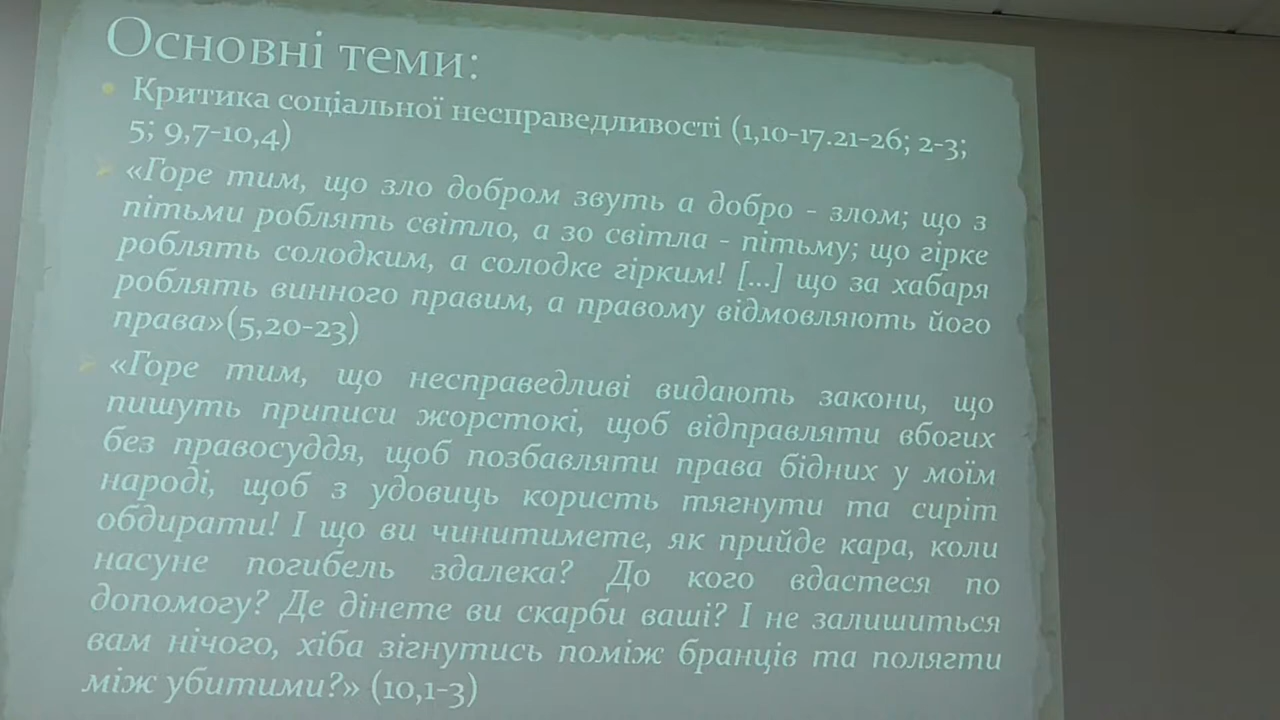 Основні теми:
Критика соціальної несправедливості (1,10-17.21-26; 2-3;
5; 9,7-10,4)
«Горе тим, що зло добром звуть а добро - злом; що з
пітьми роблять світло, а зо світла - пітьму; що гірке
роблять солодким, а солодке гірким! [...] що за хабаря
роблять винного правим, а правому відмовляють його
права»(5,20-23)
«Горе тим, що несправедливі видають закони, що
пишуть приписи жорстокі, щоб відправляти вбогих
без правосуддя, щоб позбавляти права бідних у моїм
народі, щоб з удовиць користь тягнути та сиріт
обдирати! І що ви чинитимете, як прийде кара, коли
насуне погибель здалека? До кого вдастеся по
допомогу? Де дінете ви скарби ваші? І не залишиться
вам нічого, хіба зігнутись поміж бранців та полягти
між убитими?» (10,1-3)